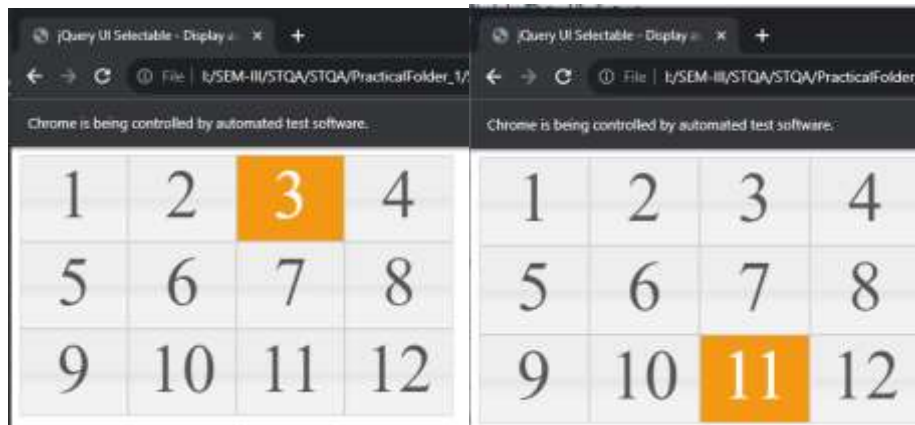 jQuery UI Selectable - Display a
File | I:/SEM-III/STQA/STQA/PracticalFolder_1/
Chrome is being controlled by automated test software.
1 2 3 4
5 6 7 8
9 10 11 12
jQuery UI Selectable - Display
File | I:/SEM-III/STQA/STQA/PracticalFolder
Chrome is being controlled by automated test software.
1 2 3 4
5 6 7 8
9 10 11 12